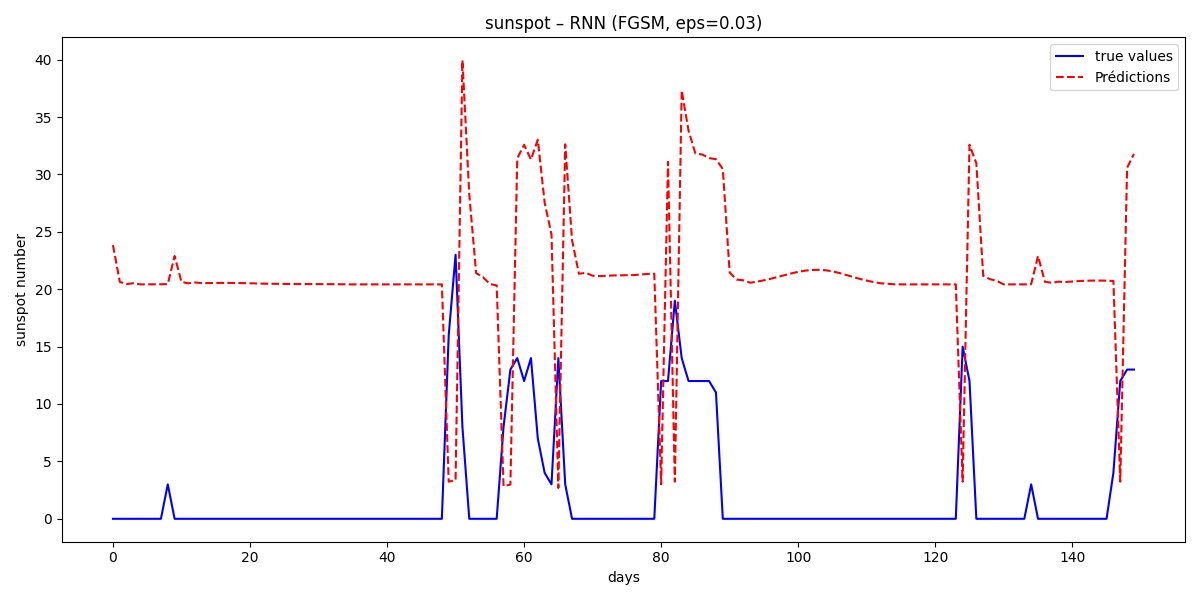 sunspot – RNN (FGSM, eps=0.03)
true values
Prédictions
sunspot number
40
35
30
25
20
15
10
5
0
0 20 40 60 80 100 120 140
days